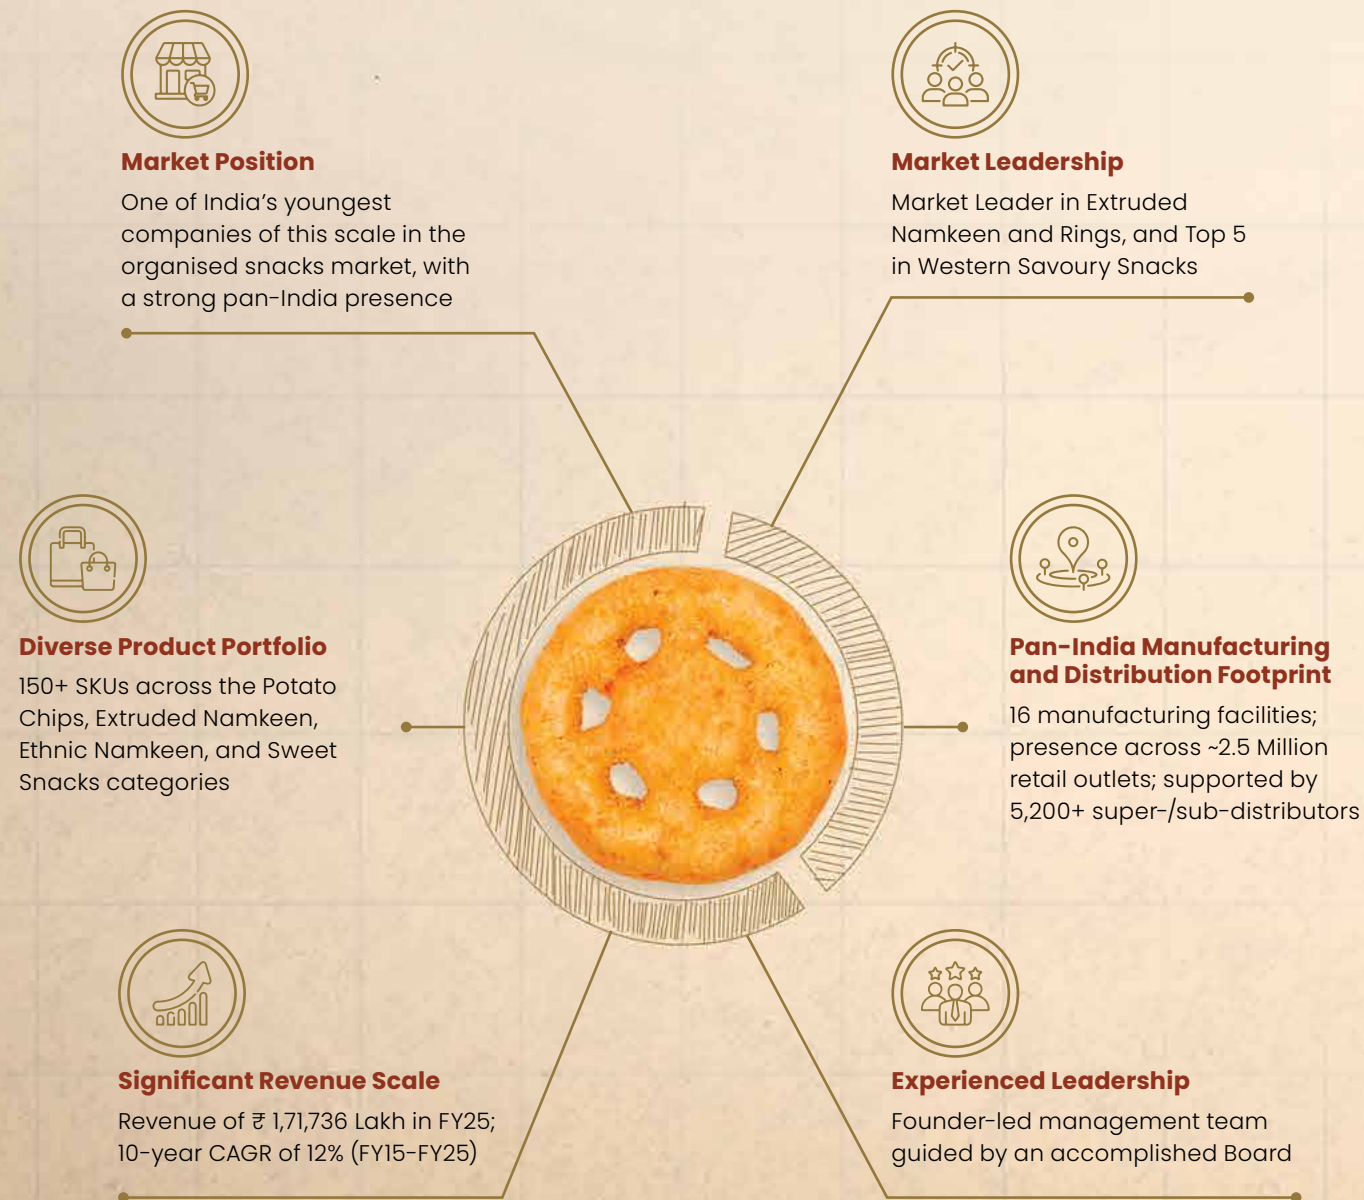 Market Position
One of India’s youngest
companies of this scale in the
organised snacks market, with
a strong pan-India presence
Market Leadership
Market Leader in Extruded
Namkeen and Rings, and Top 5
in Western Savoury Snacks
Diverse Product Portfolio
150+ SKUs across the Potato
Chips, Extruded Namkeen,
Ethnic Namkeen, and Sweet
Snacks categories
Pan-India Manufacturing
and Distribution Footprint
16 manufacturing facilities;
presence across ~2.5 Million
retail outlets; supported by
5,200+ super-/sub-distributors
Significant Revenue Scale
Revenue of ₹ 1,71,736 Lakh in FY25;
10-year CAGR of 12% (FY15-FY25)
Experienced Leadership
Founder-led management team
guided by an accomplished Board